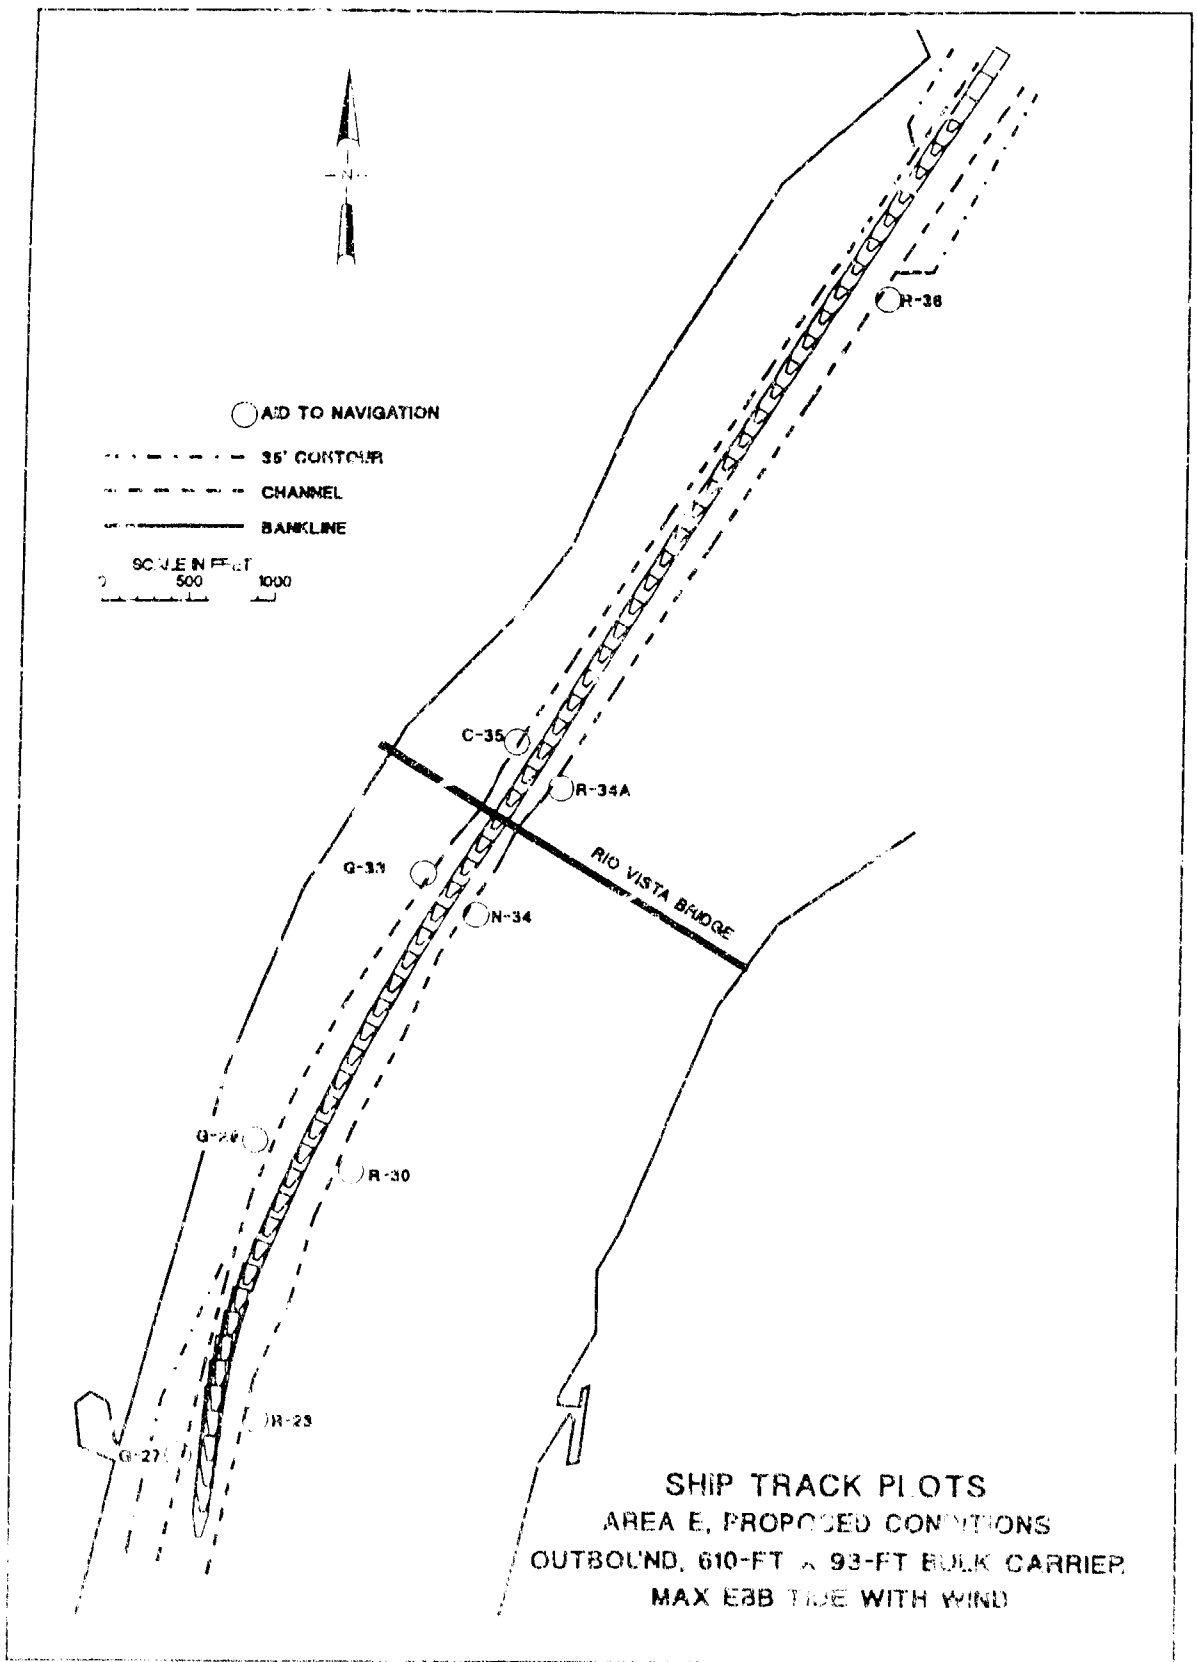 N
R-38
AID TO NAVIGATION
35' CONTOUR
CHANNEL
BANKLINE
SCALE IN FEET
0 500 1000
C-35
R-34A
RIO VISTA BRIDGE
G-33
N-34
R-30
R-23
G-27
SHIP TRACK PLOTS
AREA E, PROPOSED CONDITIONS
OUTBOUND, 610-FT X 93-FT BULK CARRIER
MAX EBB TIDE WITH WIND